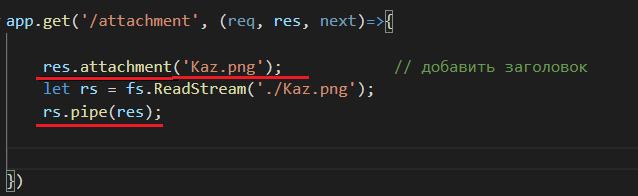 app.get('/attachment', (req, res, next)=>{
res.attachment('Kaz.png');          // добавить заголовок
let rs = fs.ReadStream('./Kaz.png');
rs.pipe(res);
})